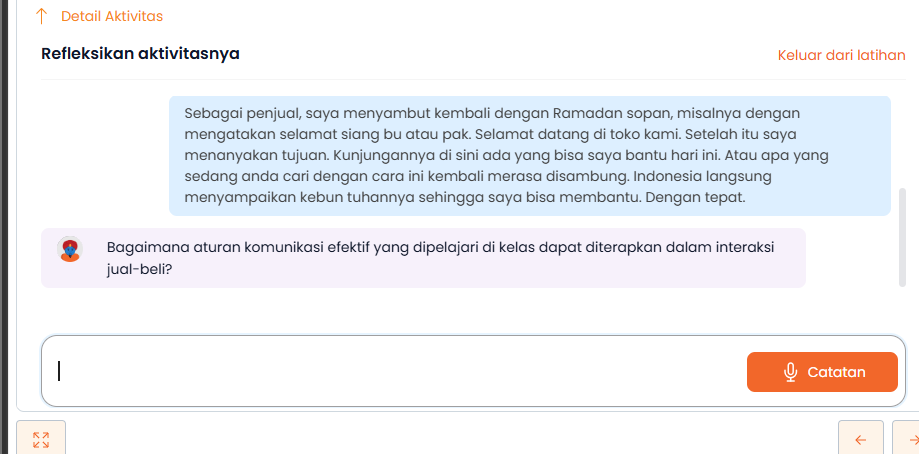 Detail Aktivitas
Refleksikan aktivitasnya
Keluar dari latihan
Sebagai penjual, saya menyambut kembali dengan Ramadan sopan, misalnya dengan
mengatakan selamat siang bu atau pak. Selamat datang di toko kami. Setelah itu saya
menanyakan tujuan. Kunjungannya di sini ada yang bisa saya bantu hari ini. Atau apa yang
sedang anda cari dengan cara ini kembali merasa disambung. Indonesia langsung
menyampaikan kebun tuhannya sehingga saya bisa membantu. Dengan tepat.
Bagaimana aturan komunikasi efektif yang dipelajari di kelas dapat diterapkan dalam interaksi
jual-beli?
Catatan